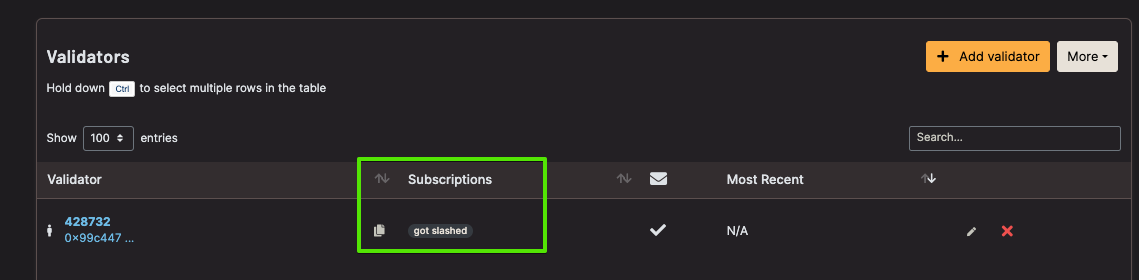 Validators
+ Add validator
More
Hold down Ctrl to select multiple rows in the table
Show 100 entries
Search...
Validator Subscriptions Most Recent
428732
0x99c447 ...
got slashed
N/A